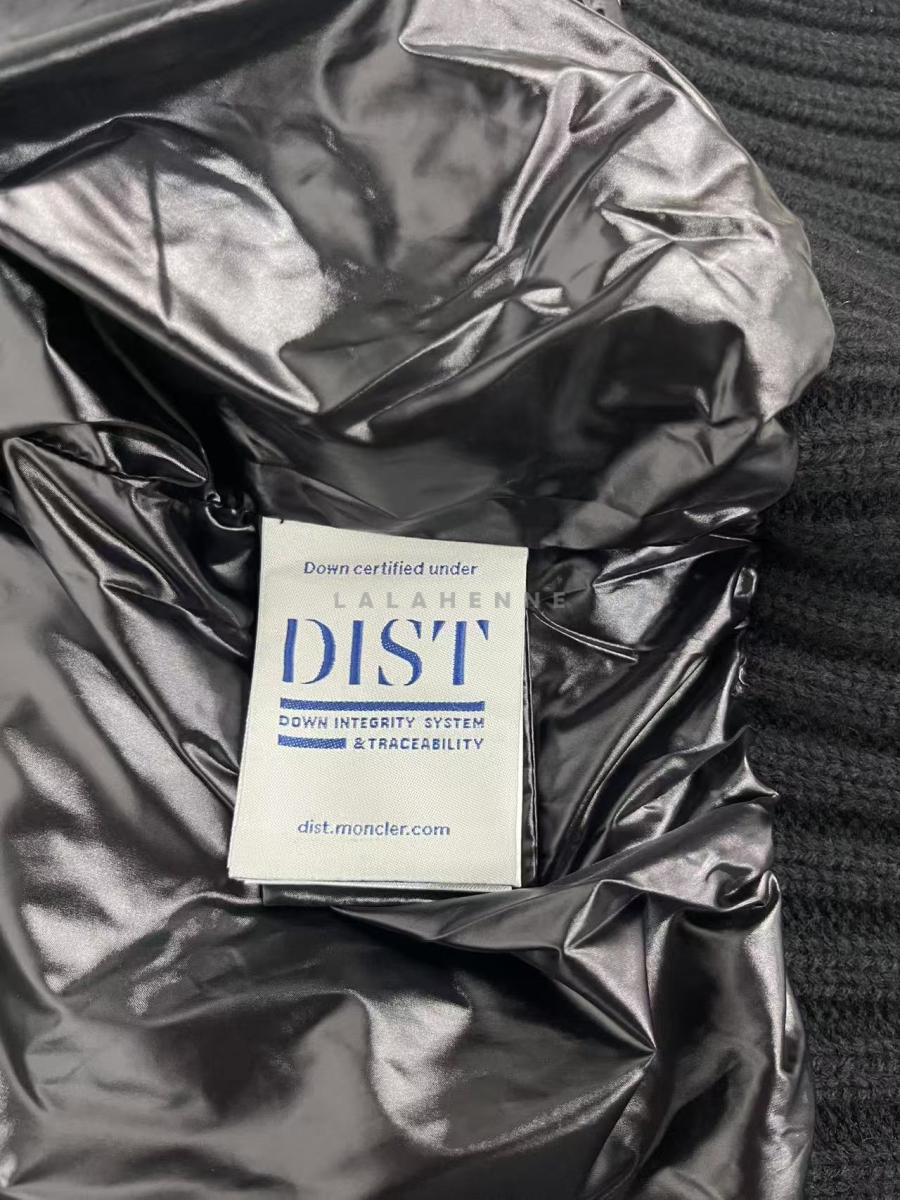 Down certified under
LALAHENNE
DIST
DOWN INTEGRITY SYSTEM
& TRACEABILITY
dist.moncler.com